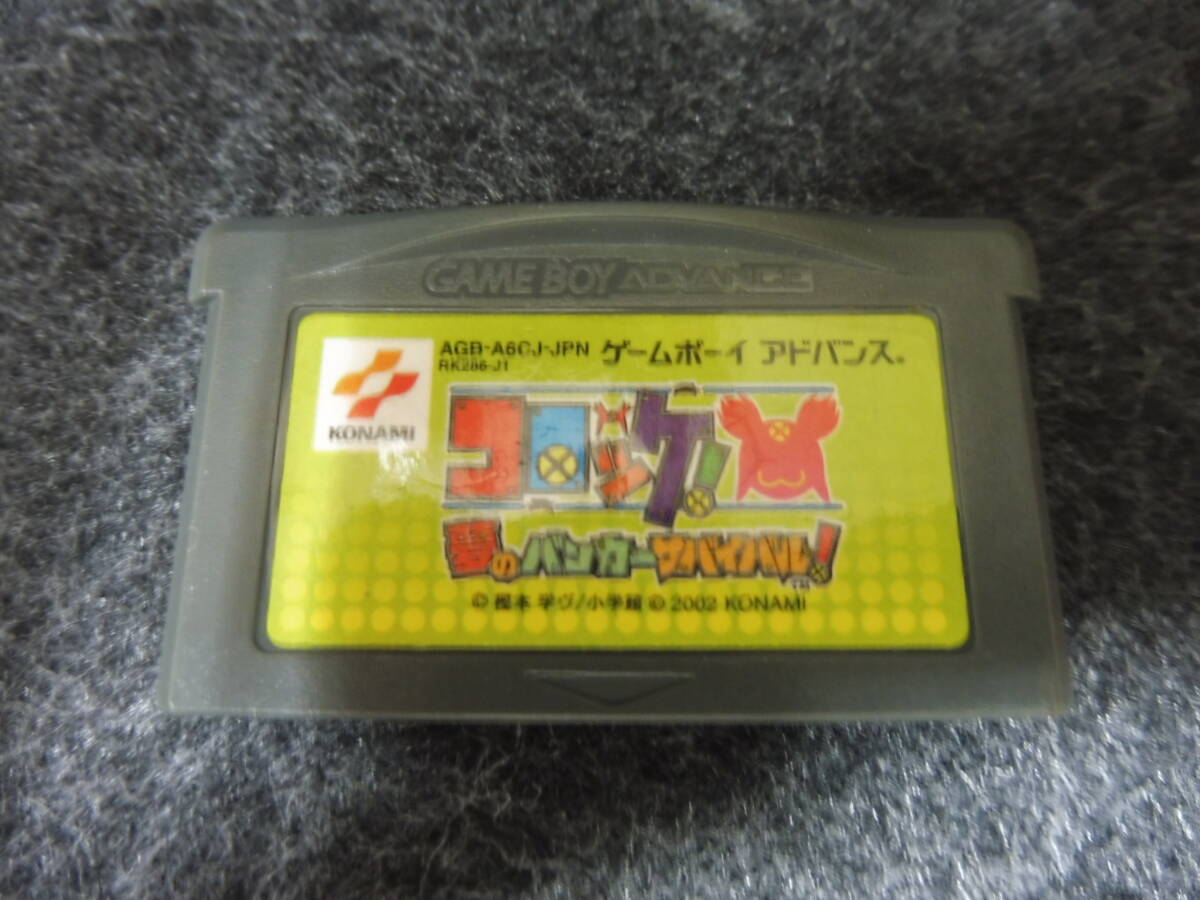 GAME BOY ADVANCE
KONAMI
AGB-A6CJ-JPN ゲームボーイ アドバンス®
RK286-J1
コロッケ!
夢のバンカーサバイバル!
TM
© 樫本 学ヴ/小学館 © 2002 KONAMI